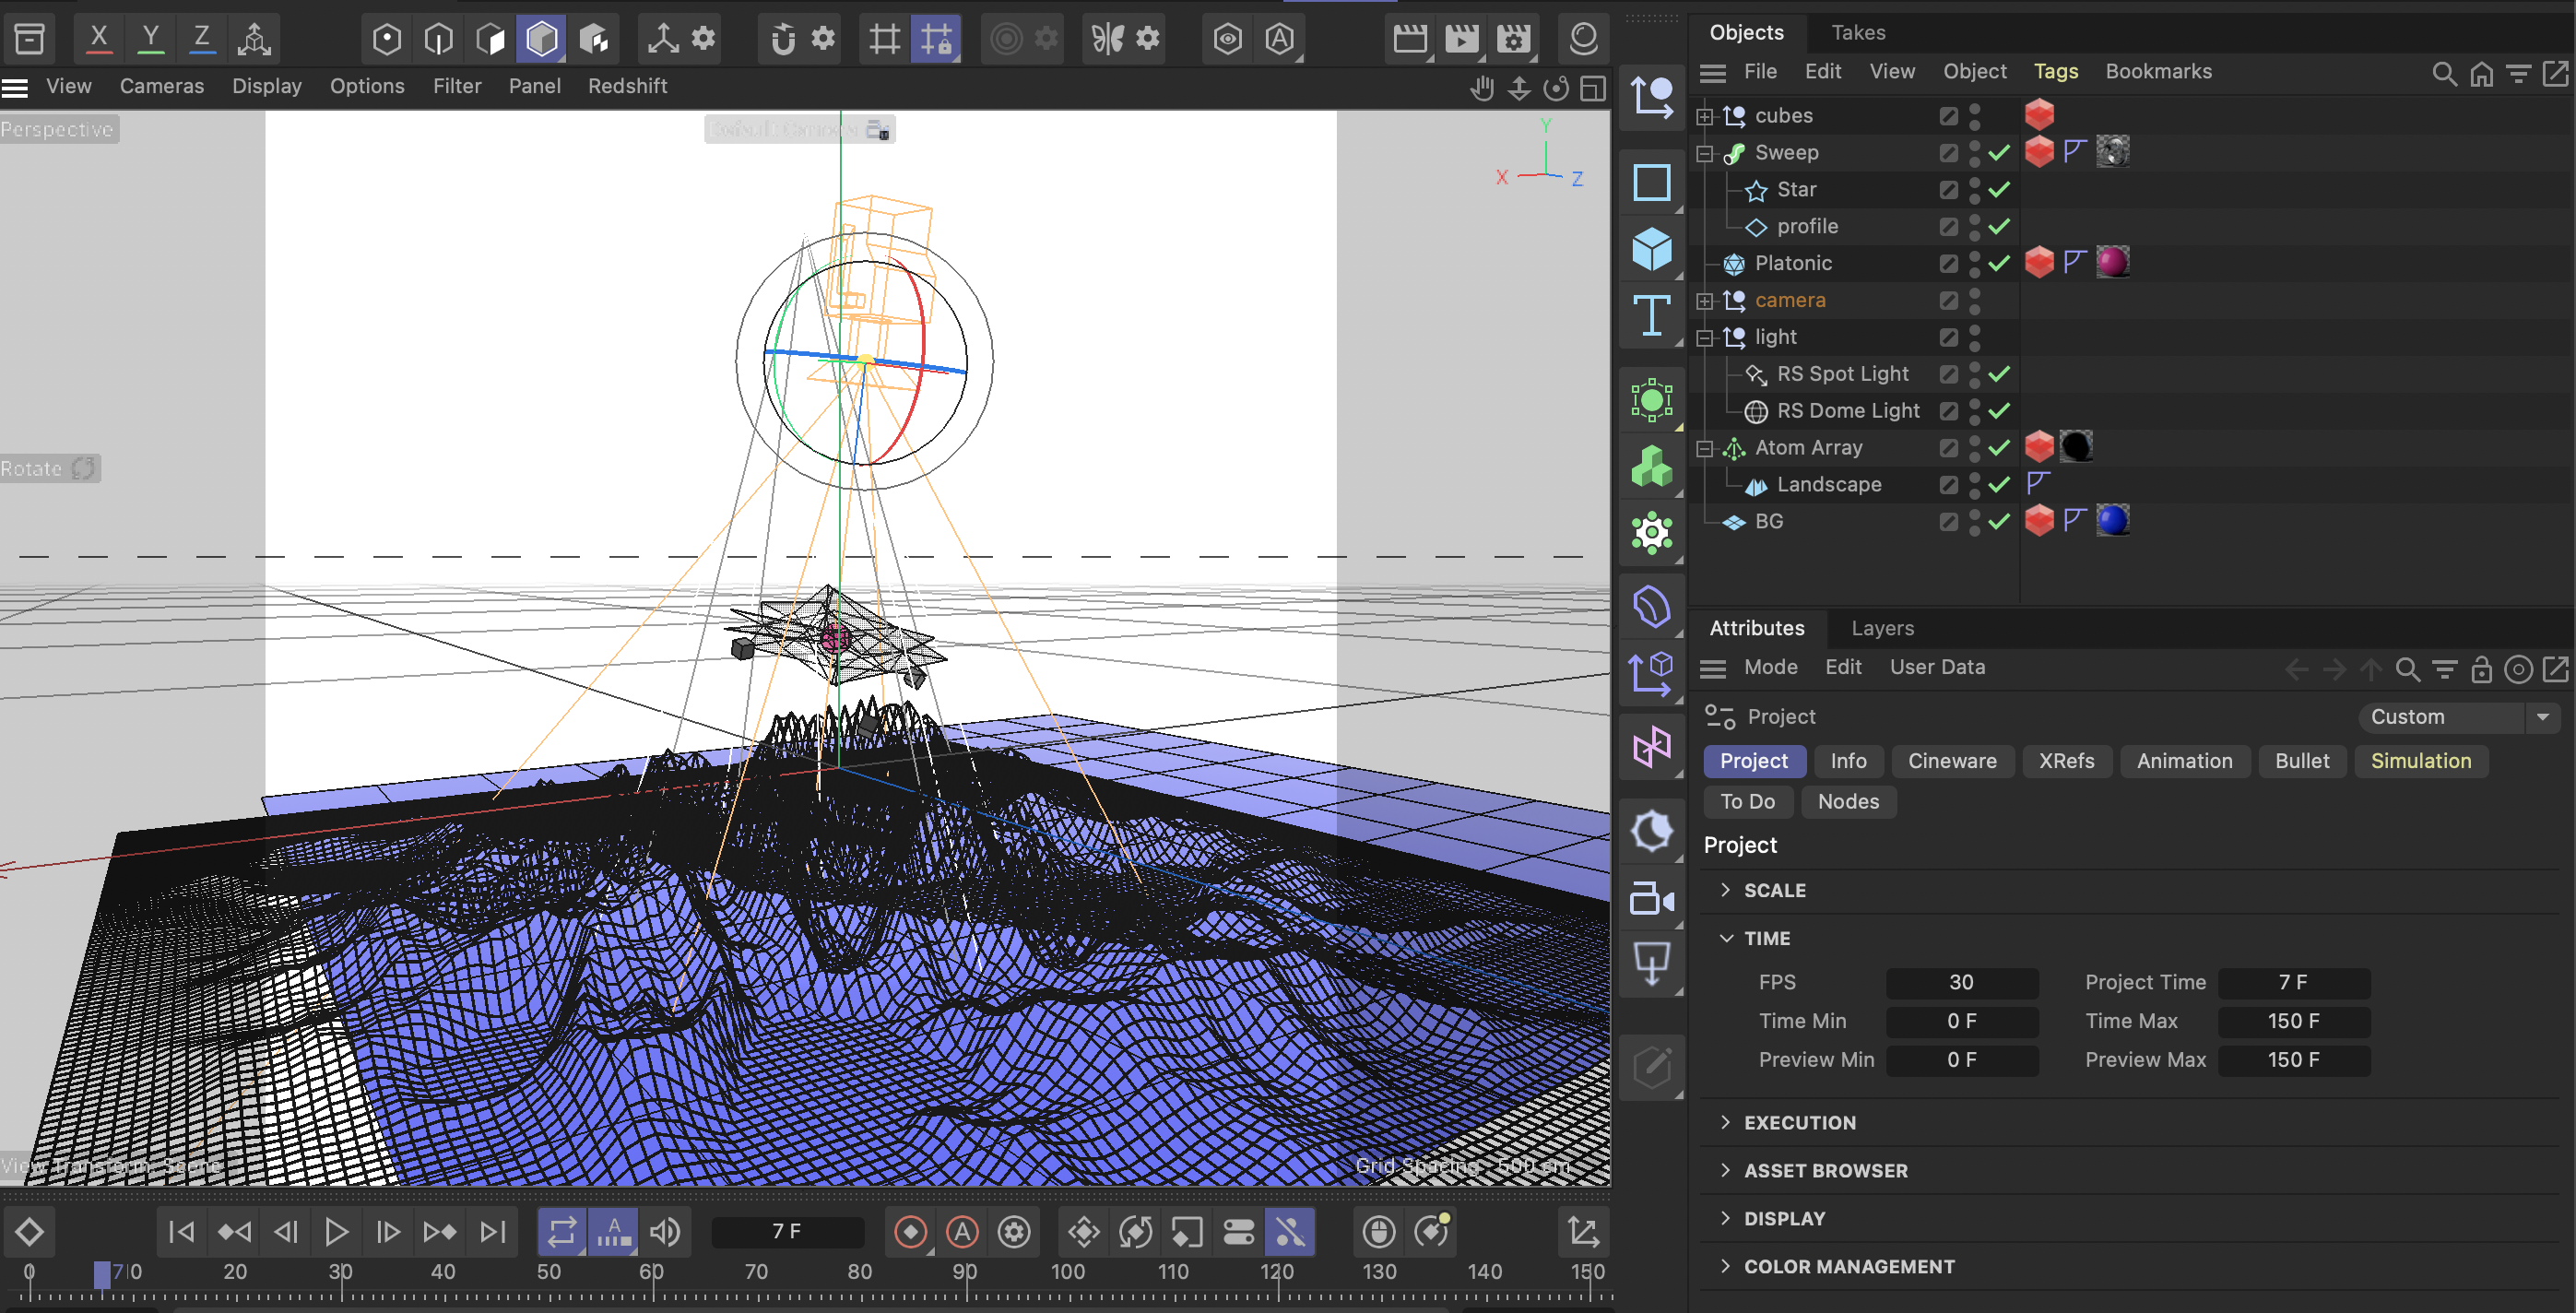 X Y Z
View Cameras Display Options Filter Panel Redshift
Perspective
Default Camera
Y
X
Z
Rotate
View Transform: Scene
Grid Spacing : 500 cm
A
7 F
A
0 7 10 20 30 40 50 60 70 80 90 100 110 120 130 140 150
T
Objects Takes
File Edit View Object Tags Bookmarks
cubes
Sweep
Star
profile
Platonic
camera
light
RS Spot Light
RS Dome Light
Atom Array
Landscape
BG
Attributes Layers
Mode Edit User Data
Project Custom
Project Info Cineware XRefs Animation Bullet Simulation
To Do Nodes
Project
SCALE
TIME
FPS 30 Project Time 7 F
Time Min 0 F Time Max 150 F
Preview Min 0 F Preview Max 150 F
EXECUTION
ASSET BROWSER
DISPLAY
COLOR MANAGEMENT